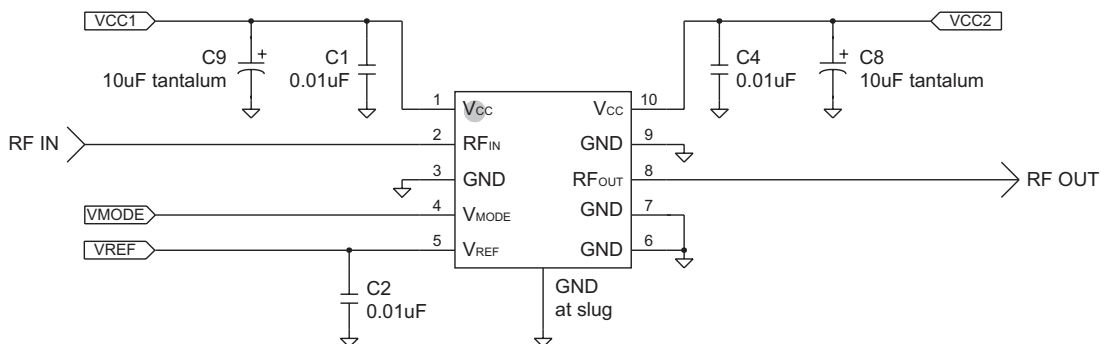 VCC1
VCC2
C9
+
10uF tantalum
C1
0.01uF
C4
0.01uF
+
C8
10uF tantalum
1
VCC
VCC
10
RF IN
2
RFIN
GND
9
3
GND
RFOUT
8
RF OUT
VMODE
4
VMODE
GND
7
VREF
5
VREF
GND
6
C2
0.01uF
GND
at slug